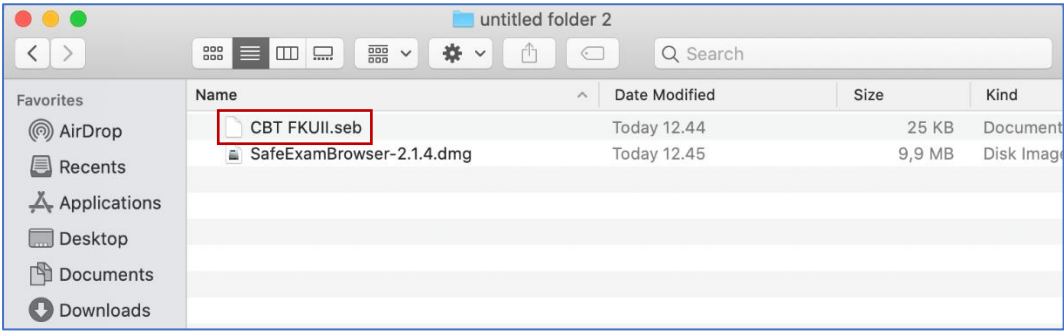 untitled folder 2
Search
Favorites
AirDrop
Recents
Applications
Desktop
Documents
Downloads
Name Date Modified Size Kind
CBT FKUII.seb Today 12.44 25 KB Document
SafeExamBrowser-2.1.4.dmg Today 12.45 9,9 MB Disk Image